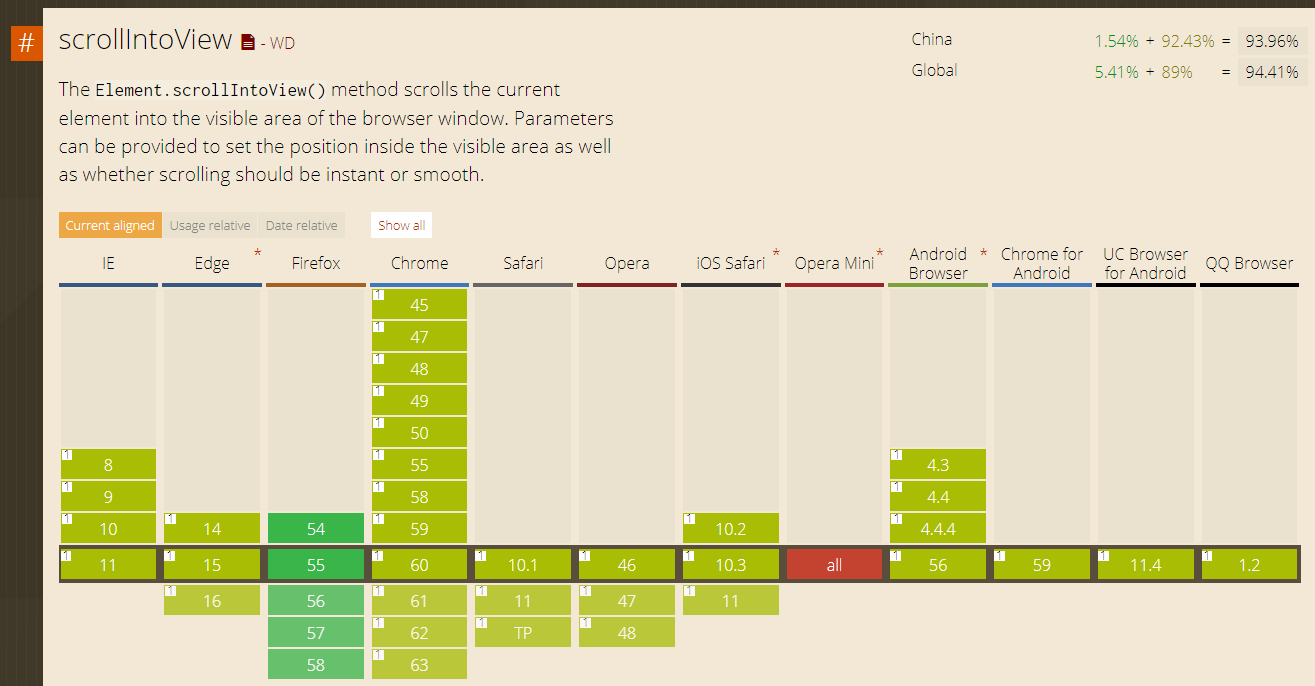 #
scrollIntoView - WD
China 1.54% + 92.43% = 93.96%
Global 5.41% + 89% = 94.41%
The Element.scrollIntoView() method scrolls the current
element into the visible area of the browser window. Parameters
can be provided to set the position inside the visible area as well
as whether scrolling should be instant or smooth.
Current aligned Usage relative Date relative Show all
IE Edge * Firefox Chrome Safari Opera iOS Safari * Opera Mini * Android Browser * Chrome for Android UC Browser for Android QQ Browser
1 45
1 47
1 48
1 49
1 50
1 8 1 55 1 4.3
1 9 1 58 1 4.4
1 10 1 14 54 1 59 1 10.2 1 4.4.4
1 11 1 15 55 1 60 1 10.1 1 46 1 10.3 all 1 56 1 59 1 11.4 1 1.2
1 16 56 1 61 1 11 1 47 1 11
57 1 62 1 TP 1 48
58 1 63